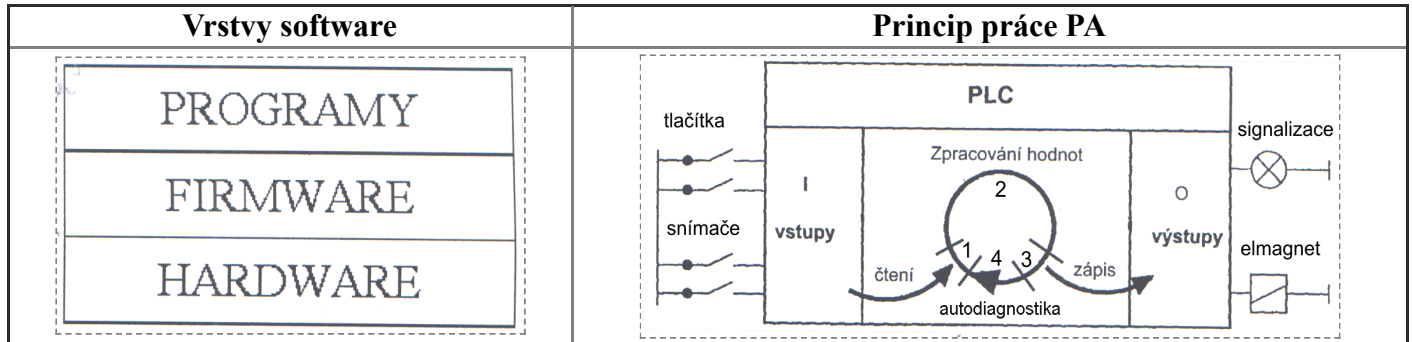 Vrstvy software
Princip práce PA
PROGRAMY
FIRMWARE
HARDWARE
PLC
tlačítka
snímače
I
vstupy
Zpracování hodnot
2
1 4 3
čtení
zápis
autodiagnostika
O
výstupy
signalizace
elmagnet